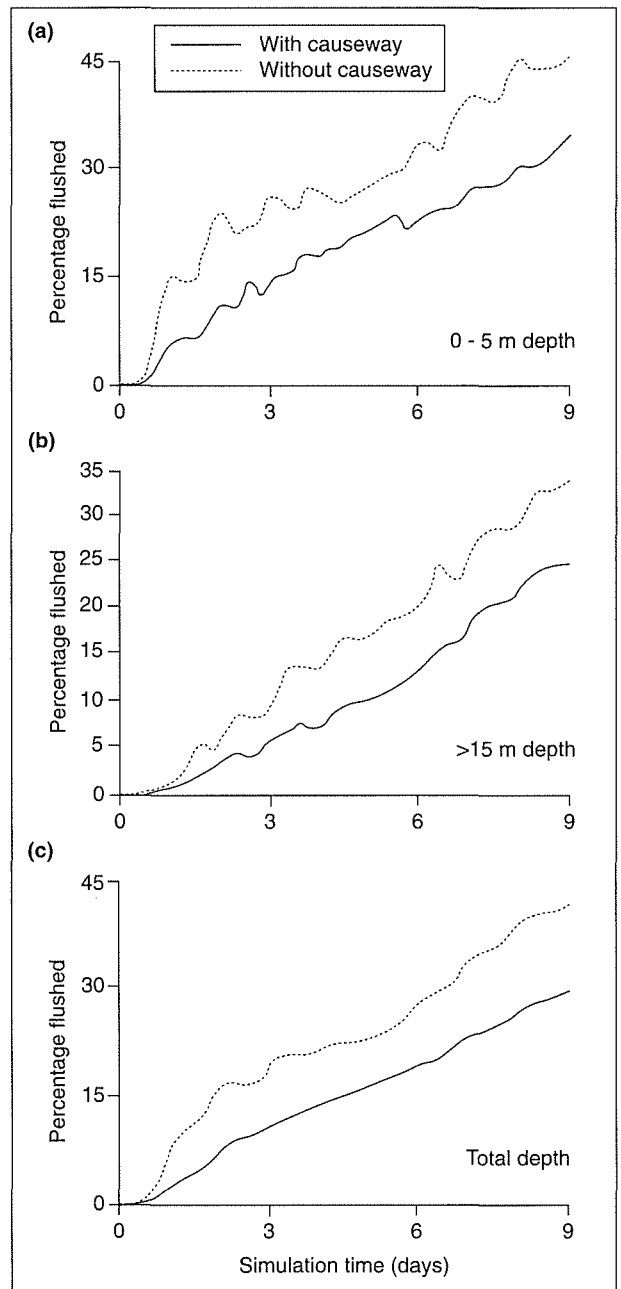 (a)
With causeway
Without causeway
45
30
15
0
Percentage flushed
0 - 5 m depth
0 3 6 9
(b)
35
30
25
20
15
10
5
0
Percentage flushed
>15 m depth
0 3 6 9
(c)
45
30
15
0
Percentage flushed
Total depth
0 3 6 9
Simulation time (days)